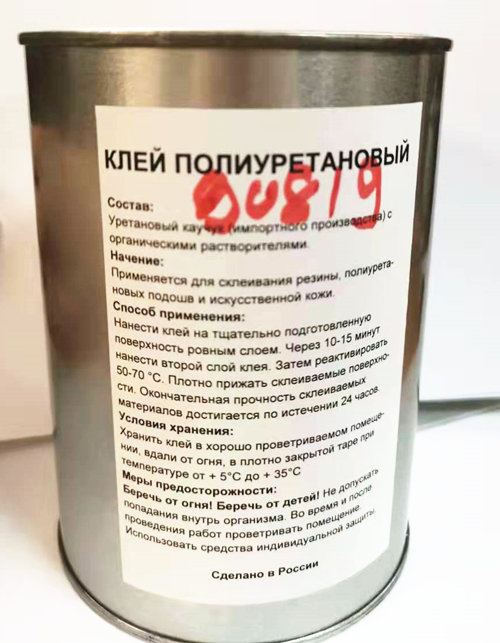 КЛЕЙ ПОЛИУРЕТАНОВЫЙ
Состав:
Уретановый каучук (импортного производства) с
органическими растворителями.
Начение:
Применяется для склеивания резины, полиурета-
новых подошв и искусственной кожи.
Способ применения:
Нанести клей на тщательно подготовленную
поверхность ровным слоем. Через 10-15 минут
нанести второй слой клея. Затем реактивировать
50-70 °C. Плотно прижать склеиваемые поверхно-
сти. Окончательная прочность склеиваемых
материалов достигается по истечении 24 часов.
Условия хранения:
Хранить клей в хорошо проветриваемом помеще-
нии, вдали от огня, в плотно закрытой таре при
температуре от + 5°C до + 35°C
Меры предосторожности:
Беречь от огня! Беречь от детей! Не допускать
попадания внутрь организма. Во время и после
проведения работ проветривать помещение.
Использовать средства индивидуальной защиты.
Сделано в России